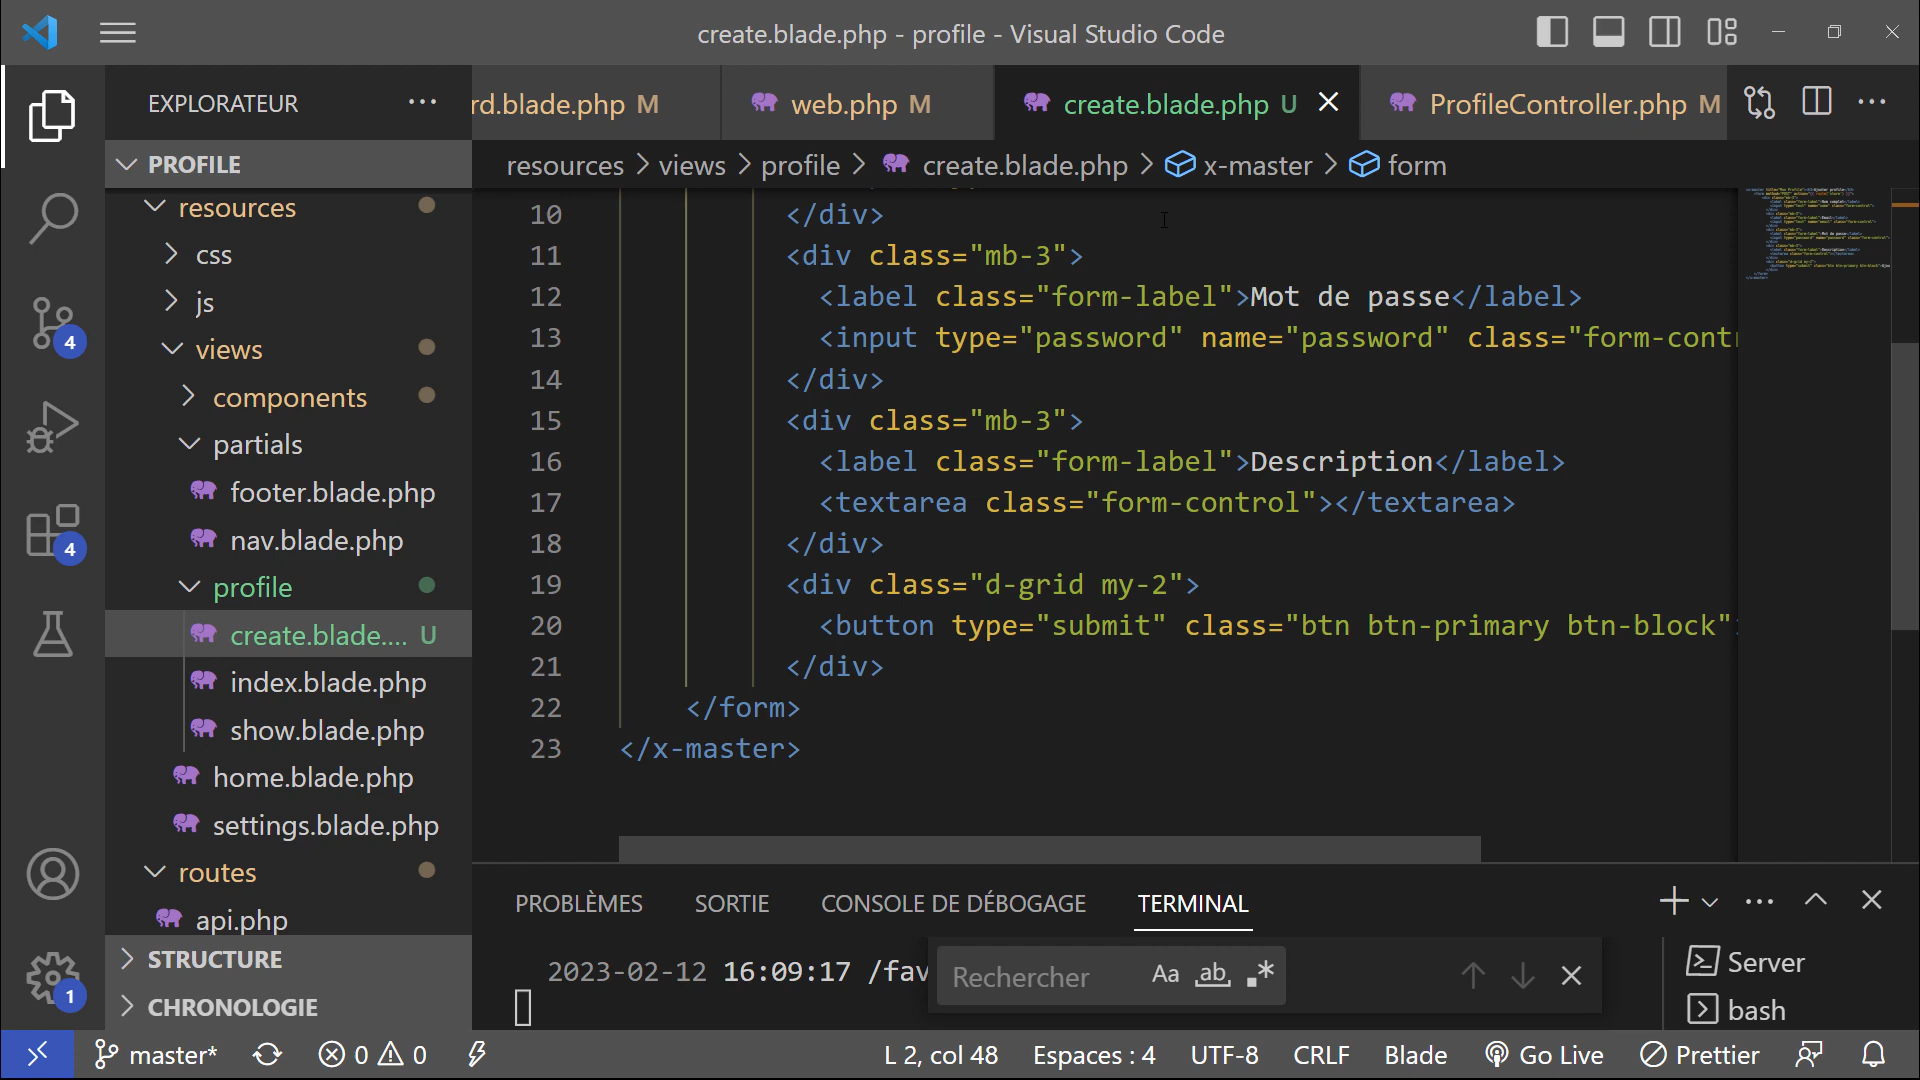 create.blade.php - profile - Visual Studio Code
EXPLORATEUR
rd.blade.php M
web.php M
create.blade.php U
ProfileController.php M
PROFILE
resources > views > profile > create.blade.php > x-master > form
resources
css
js
views
components
partials
footer.blade.php
nav.blade.php
profile
create.blade.... U
index.blade.php
show.blade.php
home.blade.php
settings.blade.php
routes
api.php
STRUCTURE
CHRONOLOGIE
4
4
1
10 </div>
11 <div class="mb-3">
12 <label class="form-label">Mot de passe</label>
13 <input type="password" name="password" class="form-cont
14 </div>
15 <div class="mb-3">
16 <label class="form-label">Description</label>
17 <textarea class="form-control"></textarea>
18 </div>
19 <div class="d-grid my-2">
20 <button type="submit" class="btn btn-primary btn-block"
21 </div>
22 </form>
23 </x-master>
PROBLÈMES SORTIE CONSOLE DE DÉBOGAGE TERMINAL
2023-02-12 16:09:17 /fav
Rechercher Aa ab .*
Server
bash
master* 0 0 L 2, col 48 Espaces : 4 UTF-8 CRLF Blade Go Live Prettier